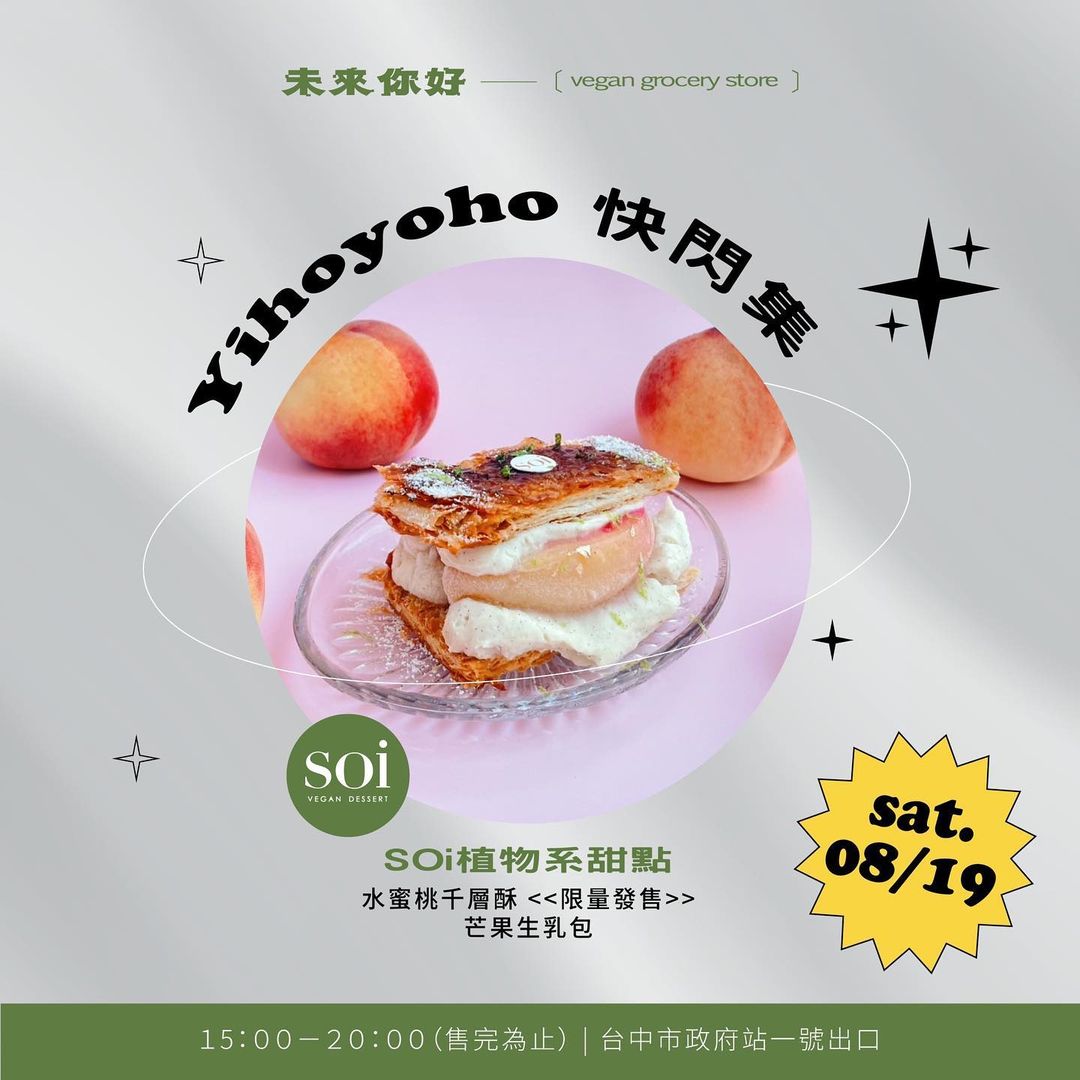 未來你好 —— [ vegan grocery store ]
Yihoyoho 快閃集
SOi
soi
VEGAN DESSERT
sat.
08/19
SOi植物系甜點
水蜜桃千層酥 <<限量發售>>
芒果生乳包
15:00－20:00(售完為止) | 台中市政府站一號出口